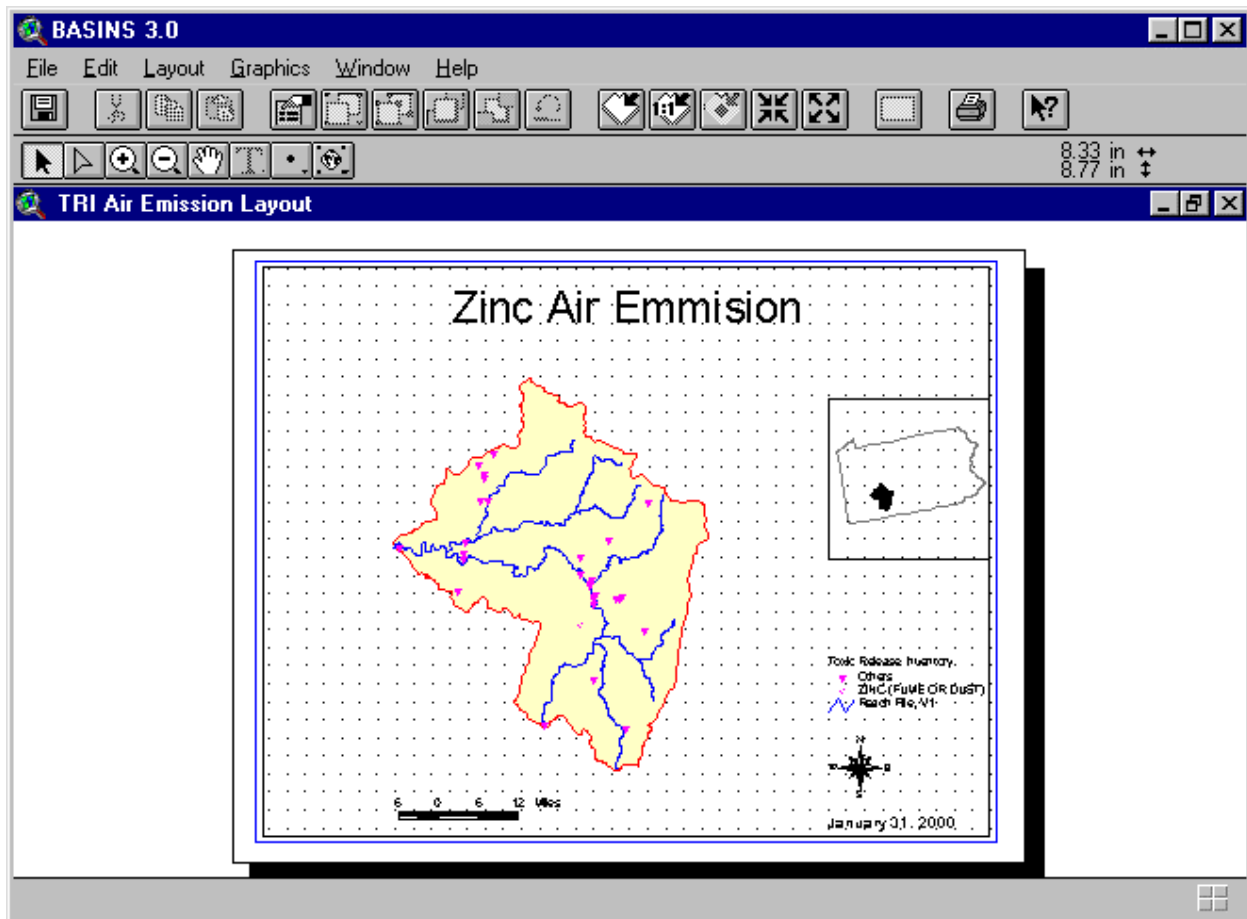 BASINS 3.0
File Edit Layout Graphics Window Help
1:1
?
T
8.33 in
8.77 in
TRI Air Emission Layout
Zinc Air Emmision
Toxic Release Inventory
Others
ZINC (FUME OR DUST)
Reach File, V1
N
S
6 0 6 12 Miles
January 31, 2000